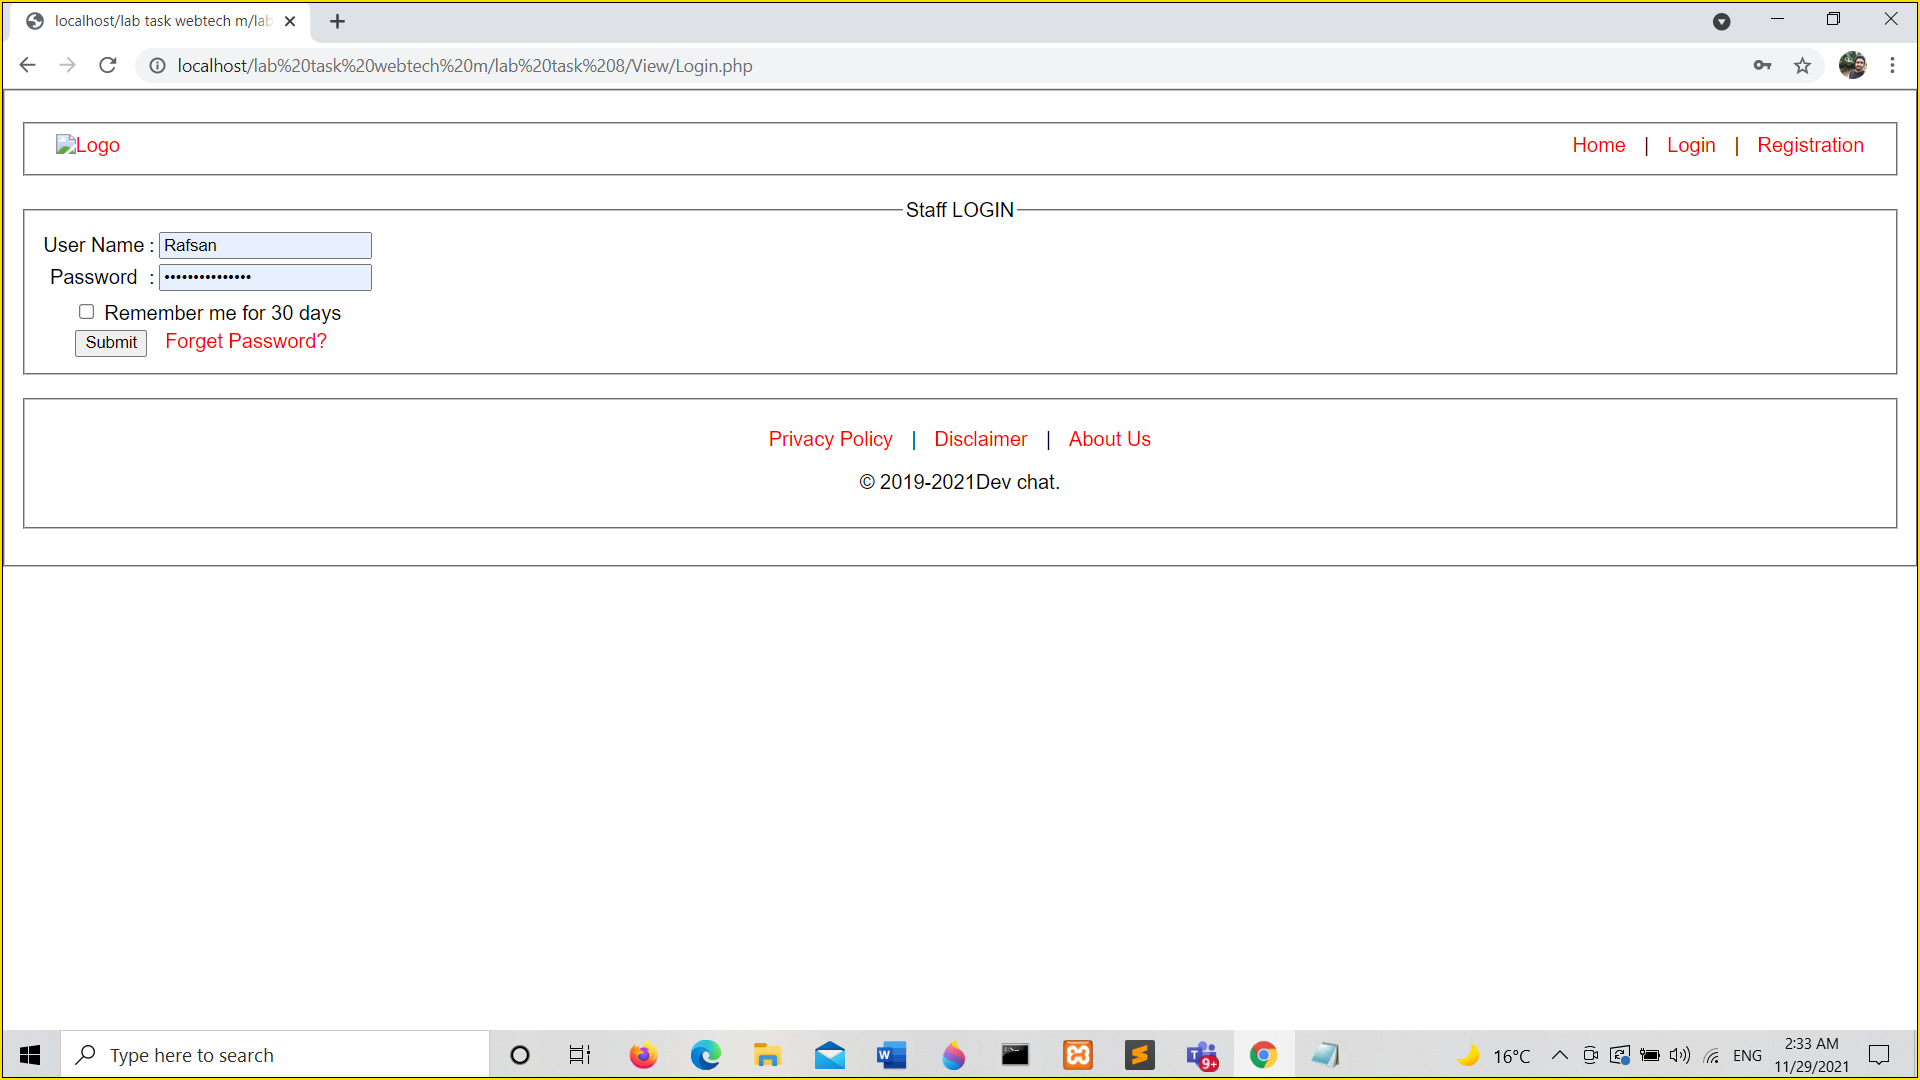 localhost/lab task webtech m/lab
localhost/lab%20task%20webtech%20m/lab%20task%208/View/Login.php
Logo
Home | Login | Registration
Staff LOGIN
User Name : Rafsan
Password : •••••••••••••••
Remember me for 30 days
Submit Forget Password?
Privacy Policy | Disclaimer | About Us
© 2019-2021Dev chat.
Type here to search
9+
16°C
ENG
2:33 AM
11/29/2021